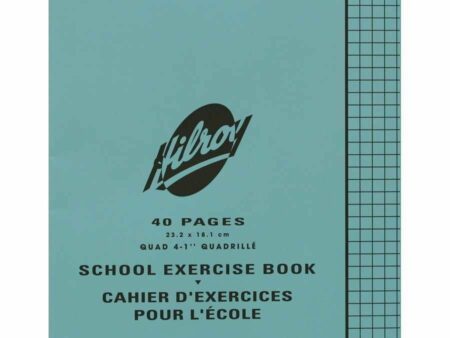 Hilroy
40 PAGES
23.2 x 18.1 cm
QUAD 4-1" QUADRILLÉ
SCHOOL EXERCISE BOOK
CAHIER D'EXERCICES
POUR L'ÉCOLE